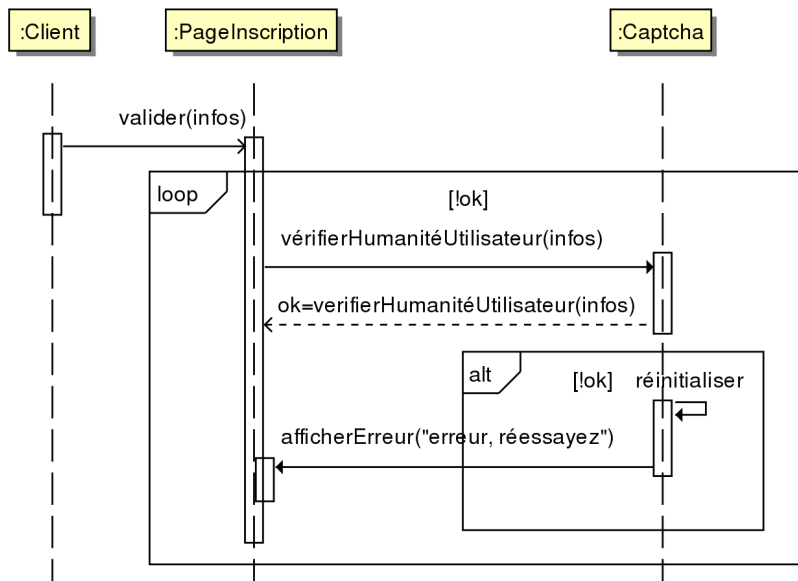 :Client
:PageInscription
:Captcha
valider(infos)
loop
[!ok]
vérifierHumanitéUtilisateur(infos)
ok=verifierHumanitéUtilisateur(infos)
alt
[!ok]
réinitialiser
afficherErreur("erreur, réessayez")